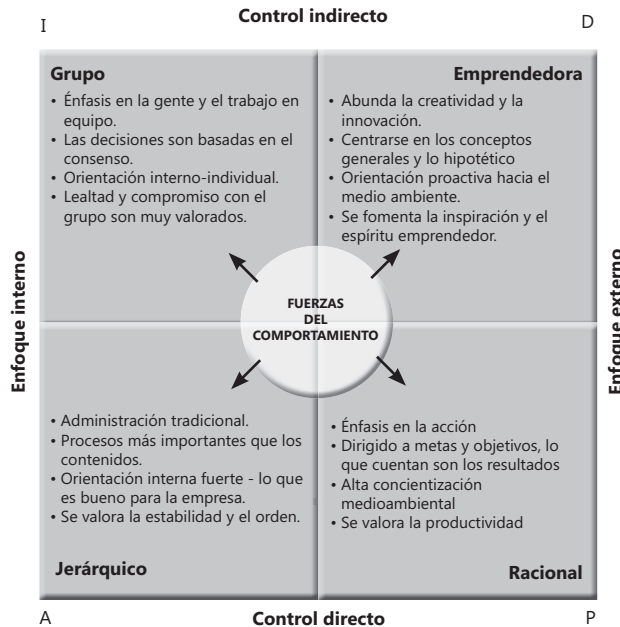 Control indirecto
I
D
Grupo
• Énfasis en la gente y el trabajo en
equipo.
• Las decisiones son basadas en el
consenso.
• Orientación interno-individual.
• Lealtad y compromiso con el
grupo son muy valorados.
Emprendedora
• Abunda la creatividad y la
innovación.
• Centrarse en los conceptos
generales y lo hipotético
• Orientación proactiva hacia el
medio ambiente.
• Se fomenta la inspiración y el
espíritu emprendedor.
Enfoque interno
FUERZAS
DEL
COMPORTAMIENTO
Enfoque externo
• Administración tradicional.
• Procesos más importantes que los
contenidos.
• Orientación interna fuerte - lo que
es bueno para la empresa.
• Se valora la estabilidad y el orden.
Jerárquico
• Énfasis en la acción
• Dirigido a metas y objetivos, lo
que cuentan son los resultados
• Alta concientización
medioambiental
• Se valora la productividad
Racional
A
Control directo
P